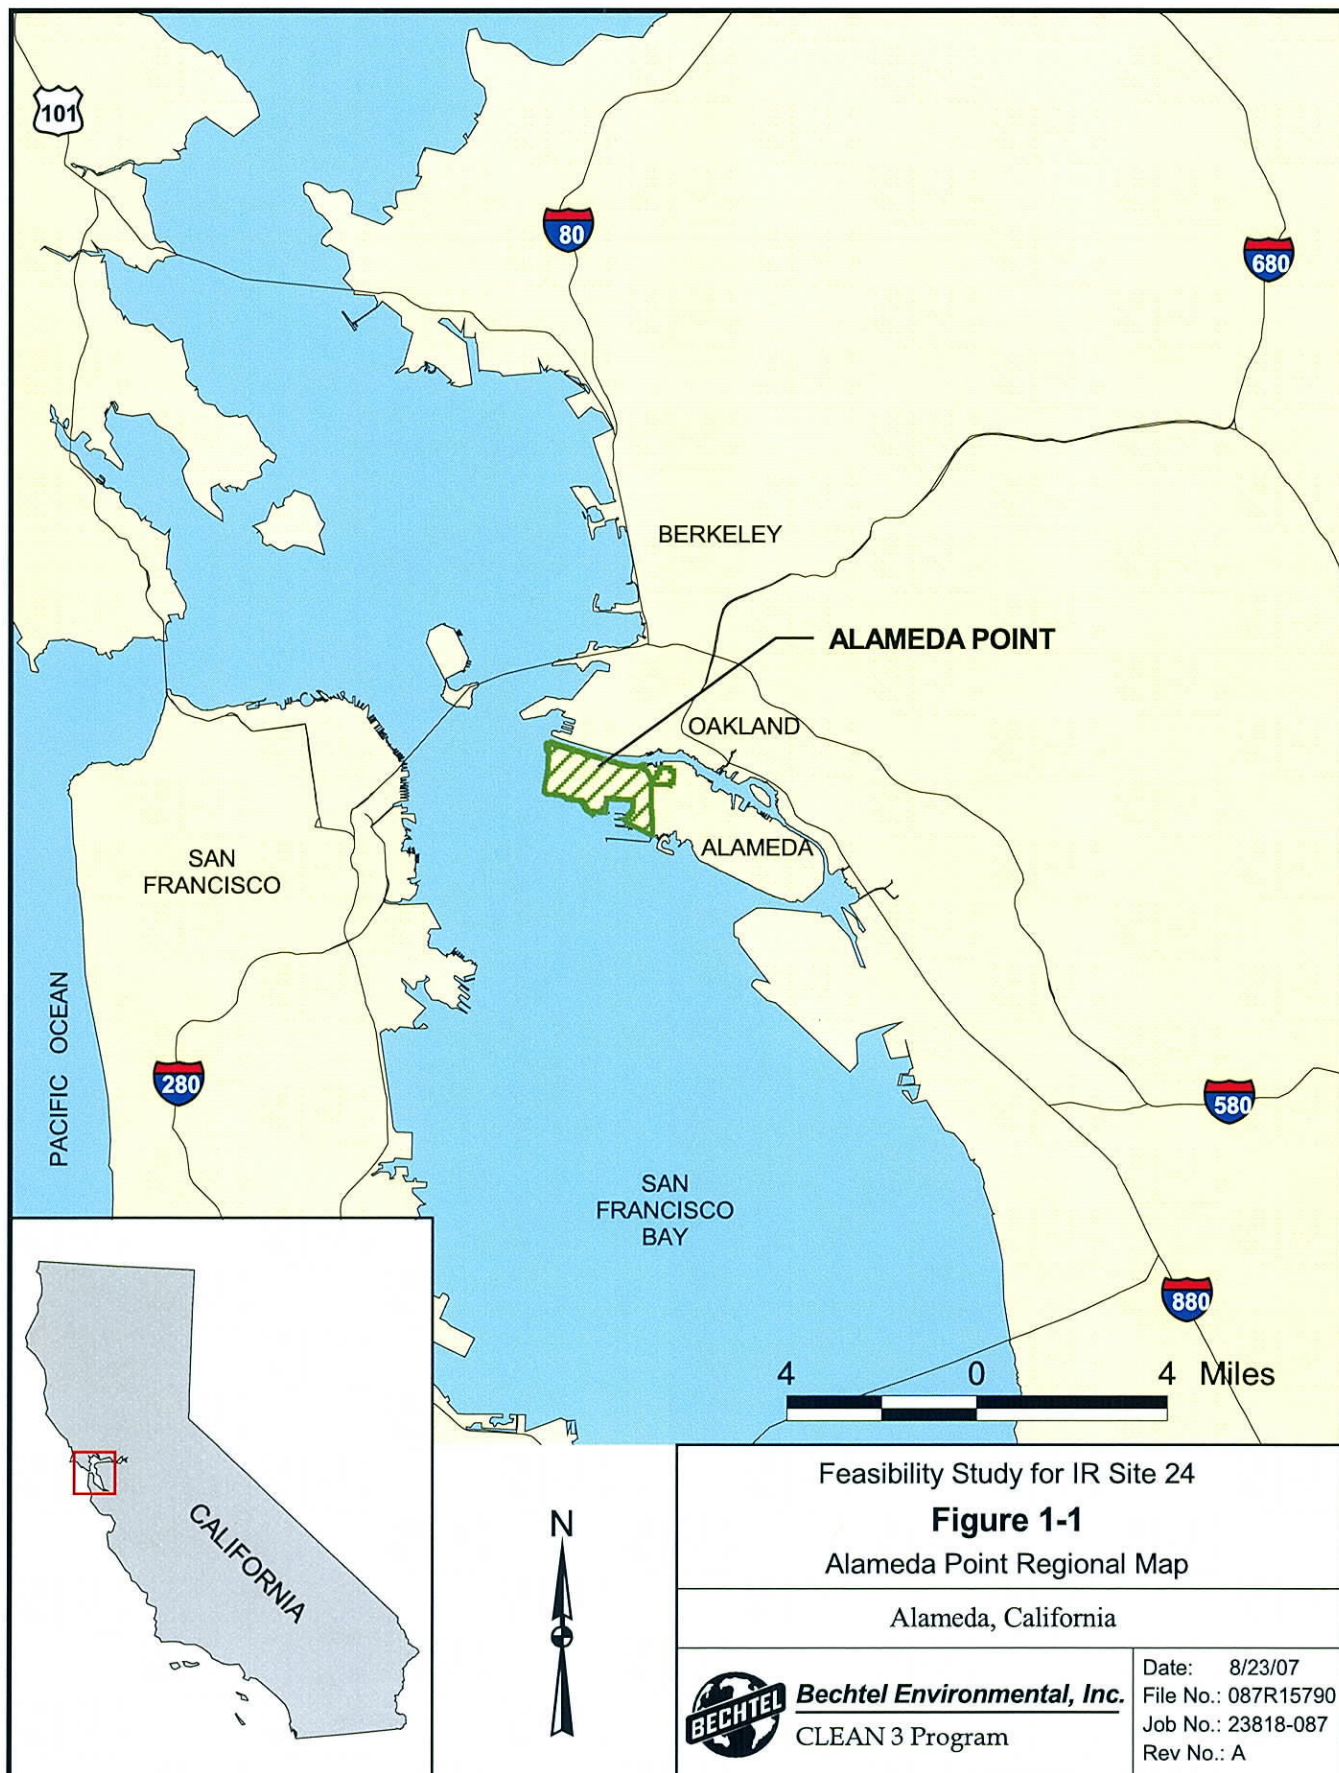 101
80
680
BERKELEY
ALAMEDA POINT
OAKLAND
ALAMEDA
SAN
FRANCISCO
PACIFIC OCEAN
280
580
SAN
FRANCISCO
BAY
880
4 0 4 Miles
CALIFORNIA
N
Feasibility Study for IR Site 24
Figure 1-1
Alameda Point Regional Map
Alameda, California
BECHTEL
Bechtel Environmental, Inc.
CLEAN 3 Program
Date: 8/23/07
File No.: 087R15790
Job No.: 23818-087
Rev No.: A